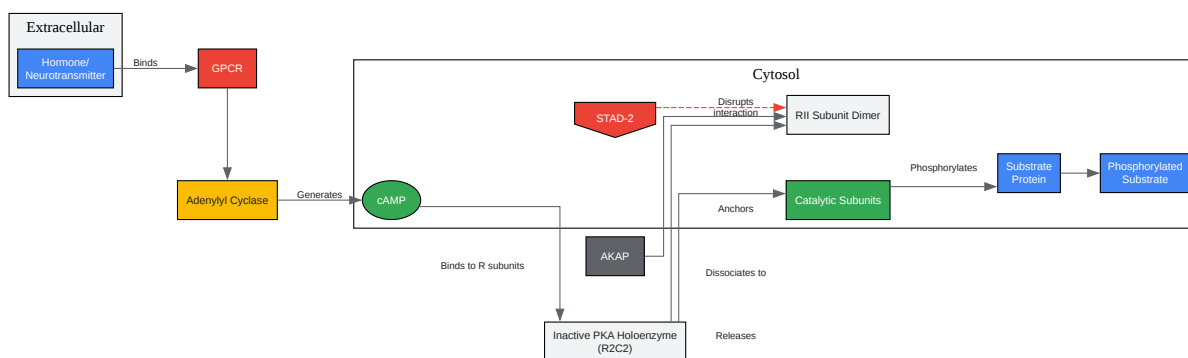 Extracellular
Hormone/
Neurotransmitter
Binds
GPCR
Cytosol
STAD-2
Disrupts
interaction
RII Subunit Dimer
Phosphorylates
Substrate
Protein
Phosphorylated
Substrate
Adenylyl Cyclase
Generates
cAMP
Anchors
Catalytic Subunits
Binds to R subunits
AKAP
Dissociates to
Inactive PKA Holoenzyme
(R2C2)
Releases